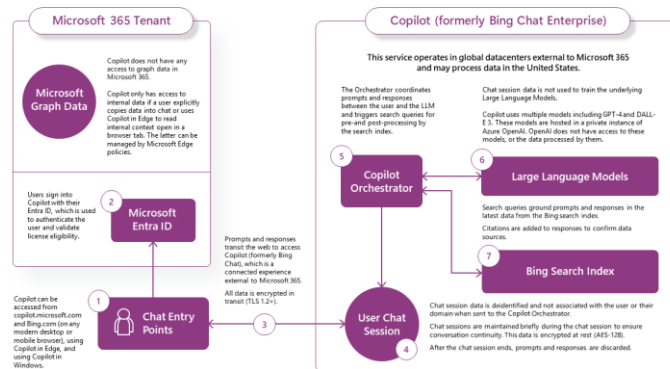 Microsoft 365 Tenant
Microsoft
Graph Data
Copilot does not have any
access to graph data in
Microsoft 365.
Copilot only has access to
internal data if a user explicitly
copies data into chat or uses
Copilot in Edge to read
internal context open in a
browser tab. The latter can be
managed by Microsoft Edge
policies.
Users sign into
Copilot with their
Entra ID, which is used
to authenticate the
user and validate
license eligibility.
2
Microsoft
Entra ID
Copilot can be
accessed from
copilot.microsoft.com
and Bing.com (on any
modern desktop or
mobile browser), using
Copilot in Edge, and
using Copilot in
Windows.
1
Chat Entry
Points
Prompts and responses
transit the web to access
Copilot (formerly Bing
Chat), which is a
connected experience
external to Microsoft 365.
All data is encrypted in
transit (TLS 1.2+).
3
Copilot (formerly Bing Chat Enterprise)
This service operates in global datacenters external to Microsoft 365
and may process data in the United States.
The Orchestrator coordinates
prompts and responses
between the user and the LLM
and triggers search queries for
pre-and post-processing by
the search index.
5
Copilot
Orchestrator
Chat session data is not used to train the underlying
Large Language Models.
Copilot uses multiple models including GPT-4 and DALL-
E 3. These models are hosted in a private instance of
Azure OpenAI. OpenAI does not have access to these
models, or the data processed by them.
6
Large Language Models
Search queries ground prompts and responses in the
latest data from the Bing search index.
Citations are added to responses to confirm data
sources.
7
Bing Search Index
User Chat
Session
4
Chat session data is deidentified and not associated with the user or their
domain when sent to the Copilot Orchestrator.
Chat sessions are maintained briefly during the chat session to ensure
conversation continuity. This data is encrypted at rest (AES-128).
After the chat session ends, prompts and responses are discarded.